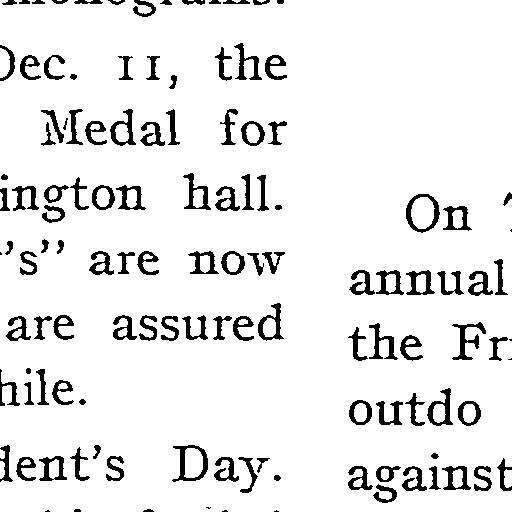 monograms.
Dec. 11, the
Medal for
ington hall.
's" are now
are assured
hile.
dent's Day.
On
annual
the Fri
outdo
against